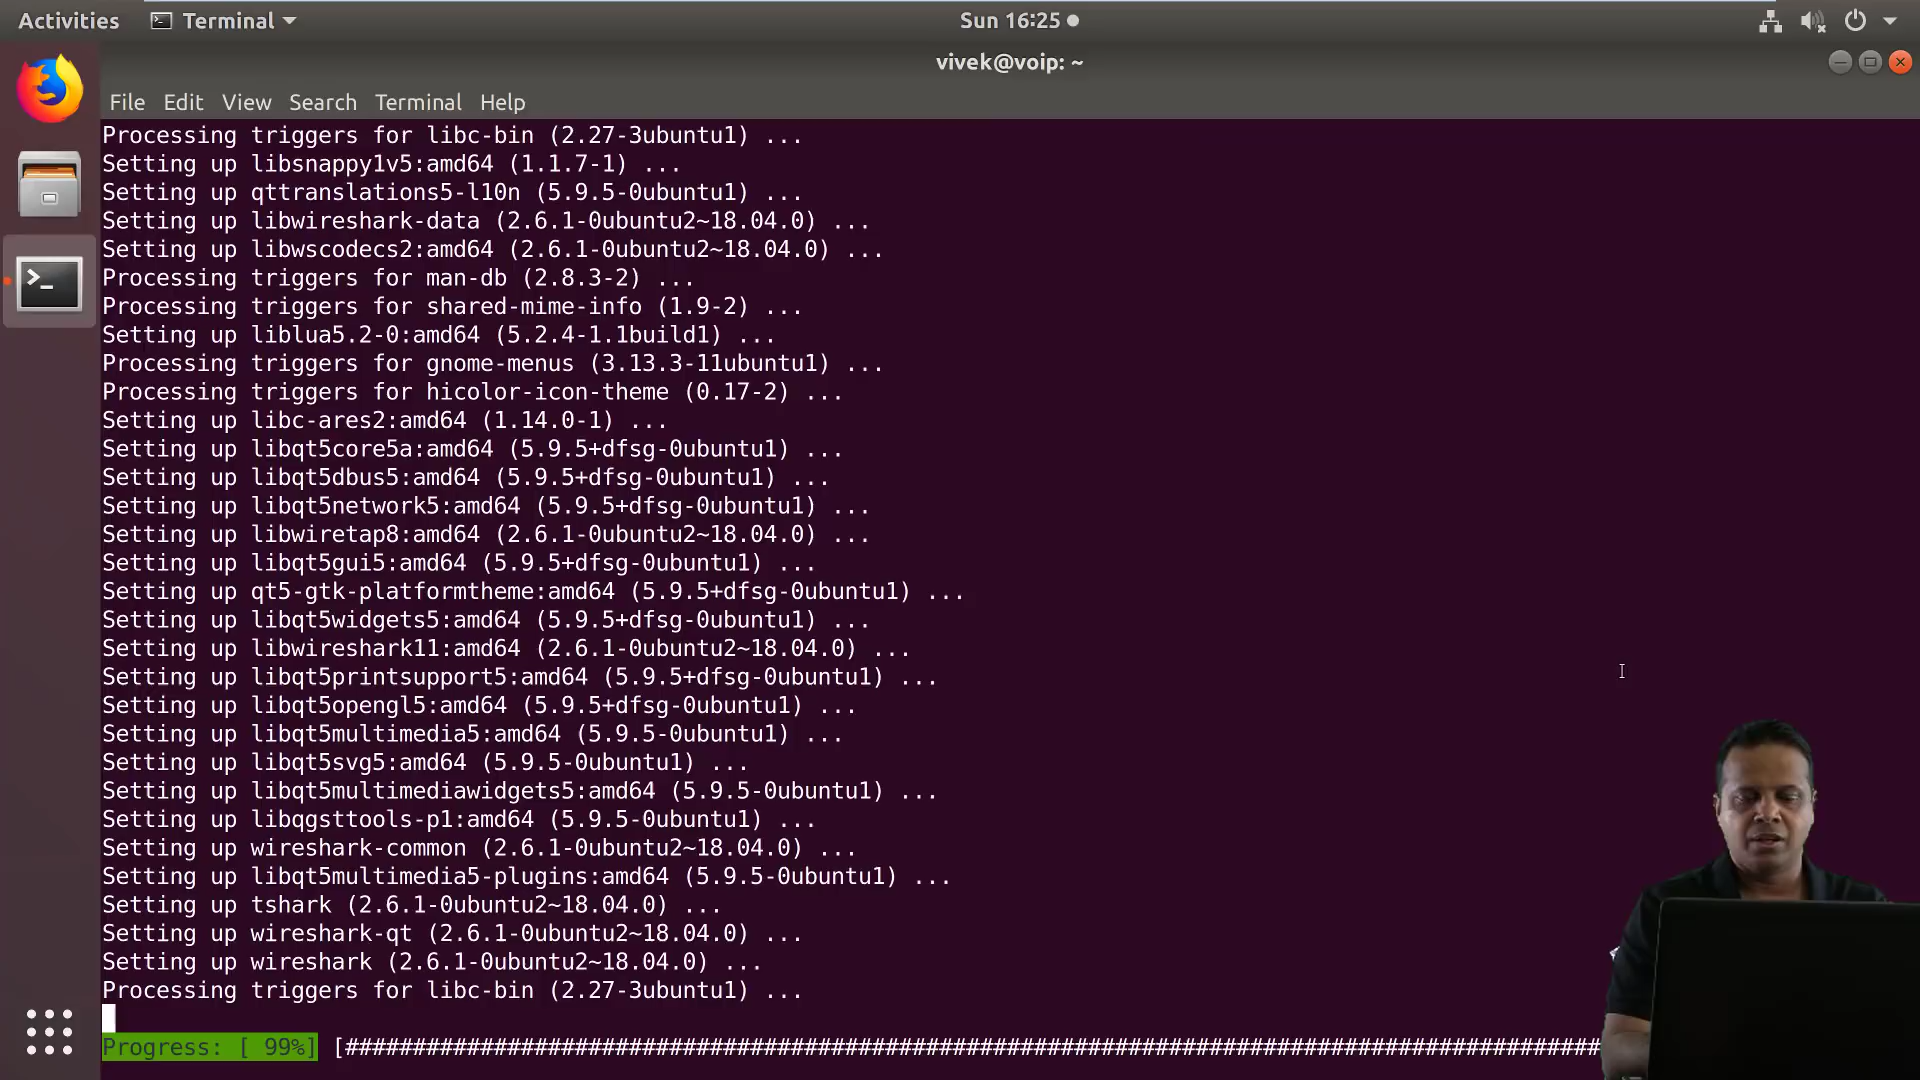 Activities Terminal Sun 16:25
vivek@voip: ~
File Edit View Search Terminal Help
Processing triggers for libc-bin (2.27-3ubuntu1) ...
Setting up libsnappy1v5:amd64 (1.1.7-1) ...
Setting up qttranslations5-l10n (5.9.5-0ubuntu1) ...
Setting up libwireshark-data (2.6.1-0ubuntu2~18.04.0) ...
Setting up libwscodecs2:amd64 (2.6.1-0ubuntu2~18.04.0) ...
Processing triggers for man-db (2.8.3-2) ...
Processing triggers for shared-mime-info (1.9-2) ...
Setting up liblua5.2-0:amd64 (5.2.4-1.1build1) ...
Processing triggers for gnome-menus (3.13.3-11ubuntu1) ...
Processing triggers for hicolor-icon-theme (0.17-2) ...
Setting up libc-ares2:amd64 (1.14.0-1) ...
Setting up libqt5core5a:amd64 (5.9.5+dfsg-0ubuntu1) ...
Setting up libqt5dbus5:amd64 (5.9.5+dfsg-0ubuntu1) ...
Setting up libqt5network5:amd64 (5.9.5+dfsg-0ubuntu1) ...
Setting up libwiretap8:amd64 (2.6.1-0ubuntu2~18.04.0) ...
Setting up libqt5gui5:amd64 (5.9.5+dfsg-0ubuntu1) ...
Setting up qt5-gtk-platformtheme:amd64 (5.9.5+dfsg-0ubuntu1) ...
Setting up libqt5widgets5:amd64 (5.9.5+dfsg-0ubuntu1) ...
Setting up libwireshark11:amd64 (2.6.1-0ubuntu2~18.04.0) ...
Setting up libqt5printsupport5:amd64 (5.9.5+dfsg-0ubuntu1) ...
Setting up libqt5opengl5:amd64 (5.9.5+dfsg-0ubuntu1) ...
Setting up libqt5multimedia5:amd64 (5.9.5-0ubuntu1) ...
Setting up libqt5svg5:amd64 (5.9.5-0ubuntu1) ...
Setting up libqt5multimediawidgets5:amd64 (5.9.5-0ubuntu1) ...
Setting up libqgsttools-p1:amd64 (5.9.5-0ubuntu1) ...
Setting up wireshark-common (2.6.1-0ubuntu2~18.04.0) ...
Setting up libqt5multimedia5-plugins:amd64 (5.9.5-0ubuntu1) ...
Setting up tshark (2.6.1-0ubuntu2~18.04.0) ...
Setting up wireshark-qt (2.6.1-0ubuntu2~18.04.0) ...
Setting up wireshark (2.6.1-0ubuntu2~18.04.0) ...
Processing triggers for libc-bin (2.27-3ubuntu1) ...
Progress: [ 99%] [#############################################################################################